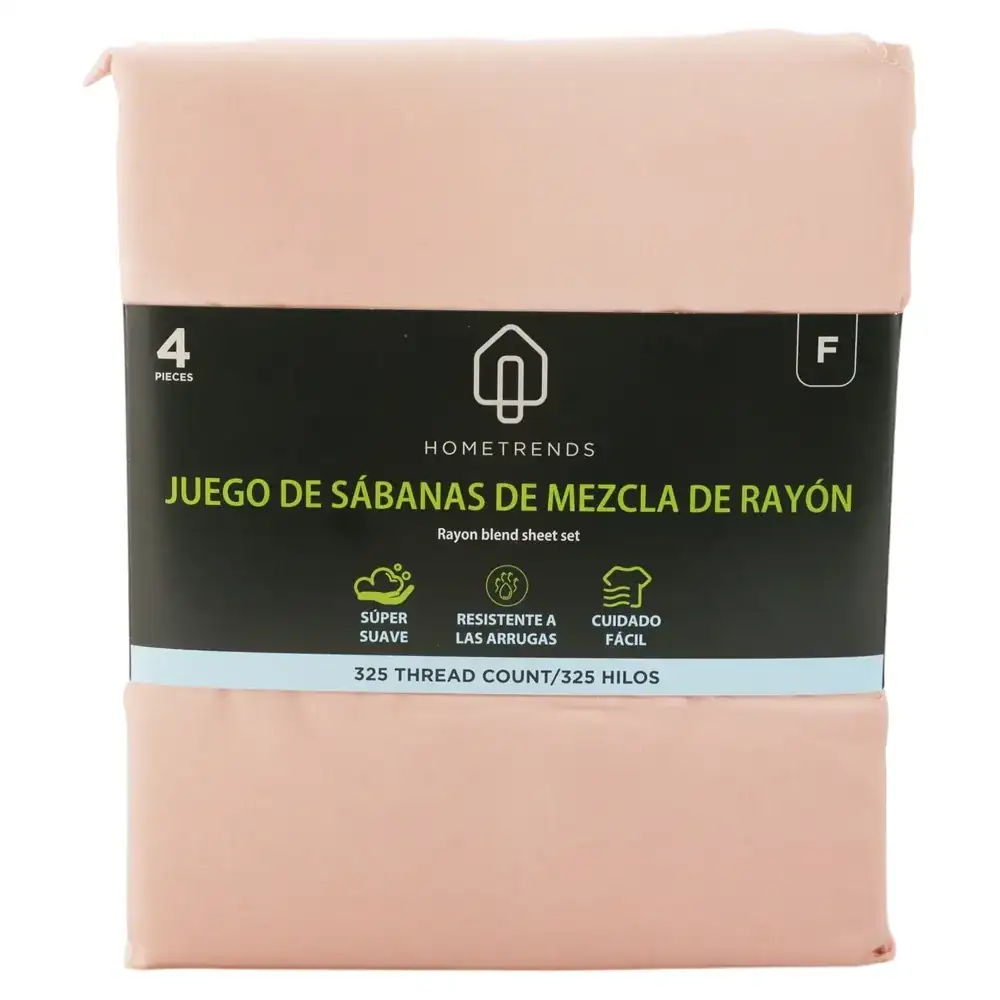 4
PIECES
F
HOMETRENDS
JUEGO DE SÁBANAS DE MEZCLA DE RAYÓN
Rayon blend sheet set
SÚPER
SUAVE
RESISTENTE A
LAS ARRUGAS
CUIDADO
FÁCIL
325 THREAD COUNT/325 HILOS